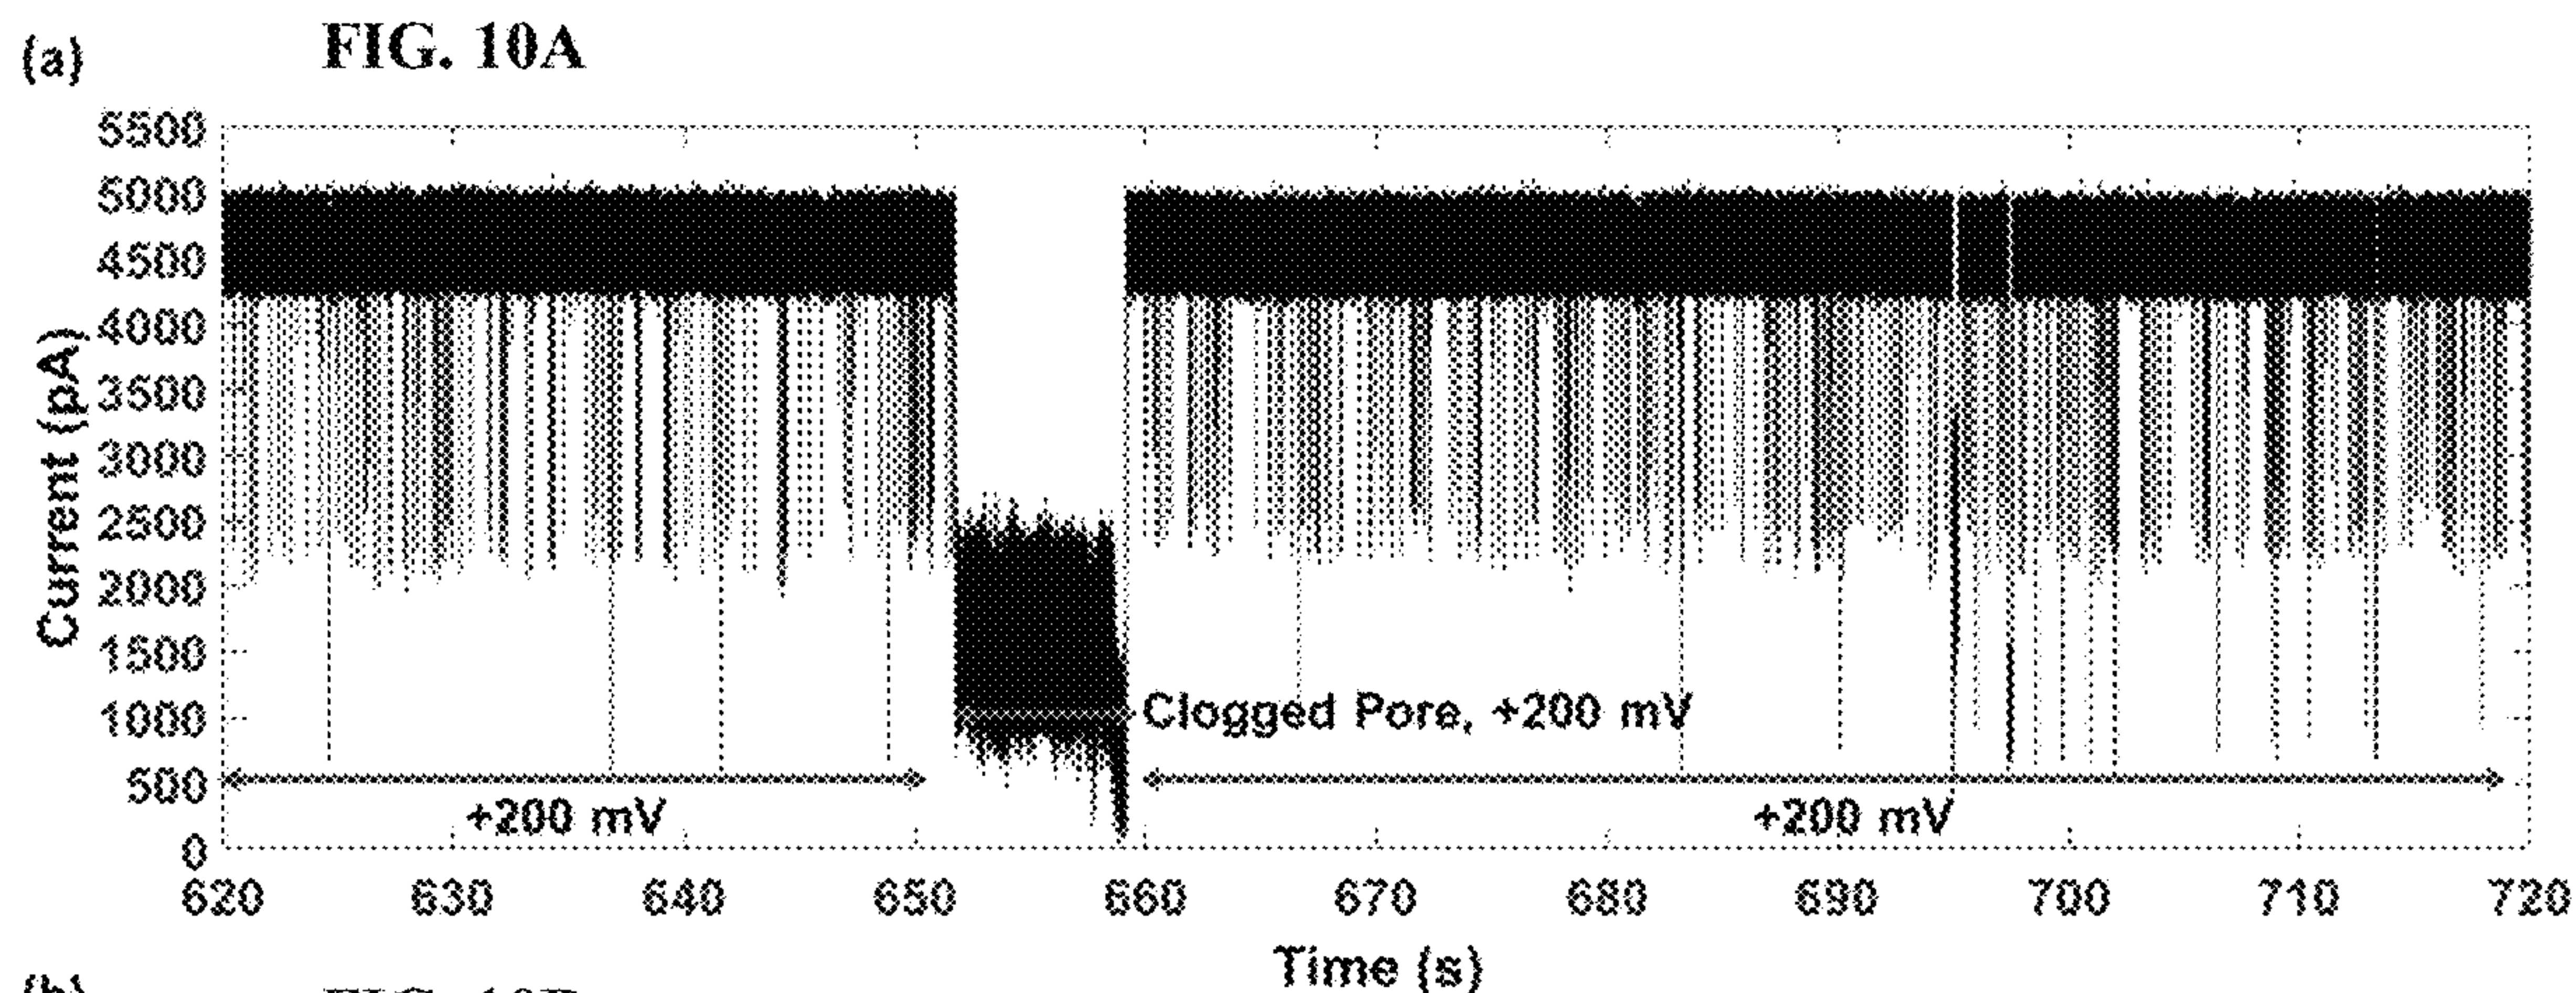 (a) FIG. 10A
5500
5000
4500
4000
3500
3000
2500
2000
1500
1000
500
0
Current (pA)
Clogged Pore, +200 mV
+200 mV +200 mV
620 630 640 650 660 670 680 690 700 710 720
Time (s)
(b)